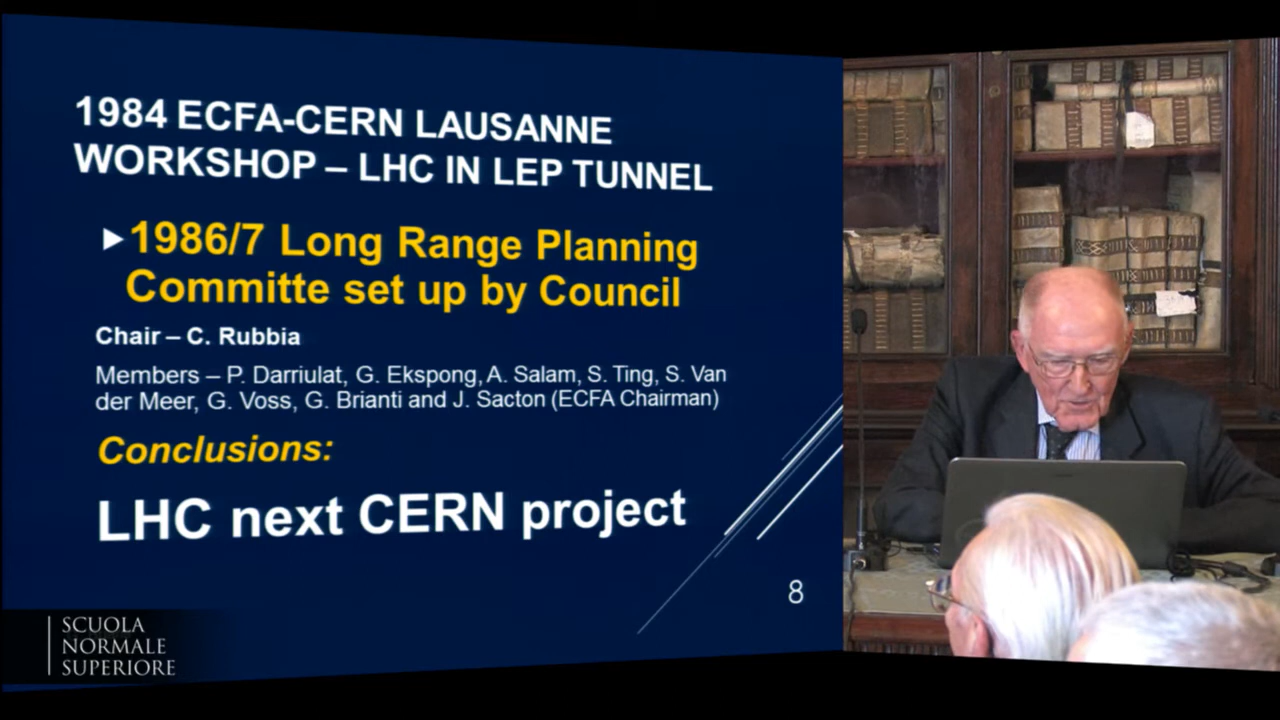 1984 ECFA-CERN LAUSANNE
WORKSHOP – LHC IN LEP TUNNEL
1986/7 Long Range Planning
Committe set up by Council
Chair – C. Rubbia
Members – P. Darriulat, G. Ekspong, A. Salam, S. Ting, S. Van
der Meer, G. Voss, G. Brianti and J. Sacton (ECFA Chairman)
Conclusions:
LHC next CERN project
8
SCUOLA
NORMALE
SUPERIORE